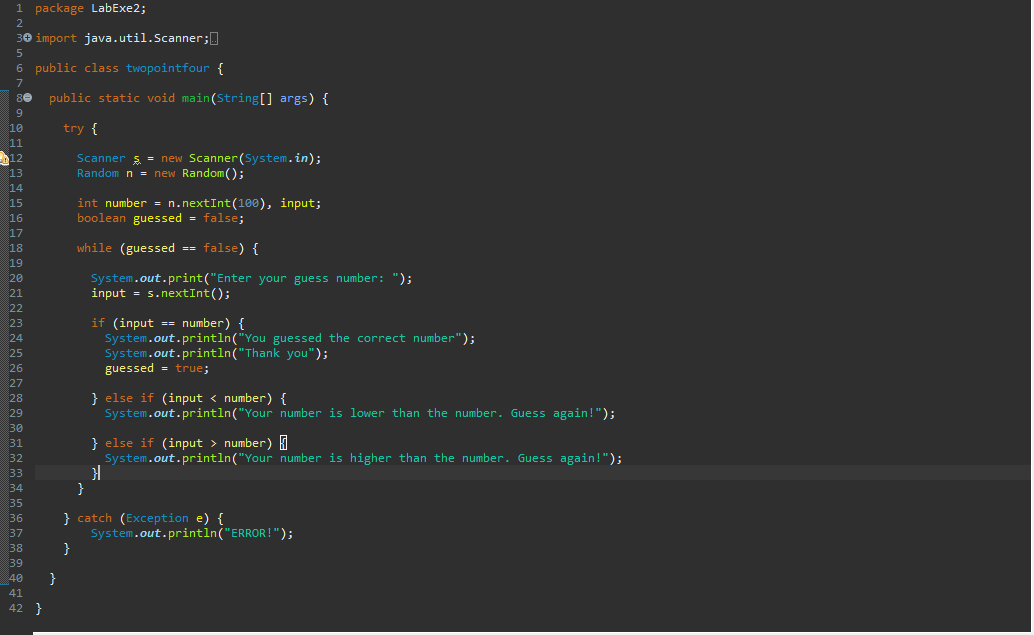 1 package LabExe2;
2
3 import java.util.Scanner;
5
6 public class twopointfour {
7
8 public static void main(String[] args) {
9
10 try {
11
12 Scanner s = new Scanner(System.in);
13 Random n = new Random();
14
15 int number = n.nextInt(100), input;
16 boolean guessed = false;
17
18 while (guessed == false) {
19
20 System.out.print("Enter your guess number: ");
21 input = s.nextInt();
22
23 if (input == number) {
24 System.out.println("You guessed the correct number");
25 System.out.println("Thank you");
26 guessed = true;
27
28 } else if (input < number) {
29 System.out.println("Your number is lower than the number. Guess again!");
30
31 } else if (input > number) {
32 System.out.println("Your number is higher than the number. Guess again!");
33 }
34 }
35
36 } catch (Exception e) {
37 System.out.println("ERROR!");
38 }
39
40 }
41
42 }